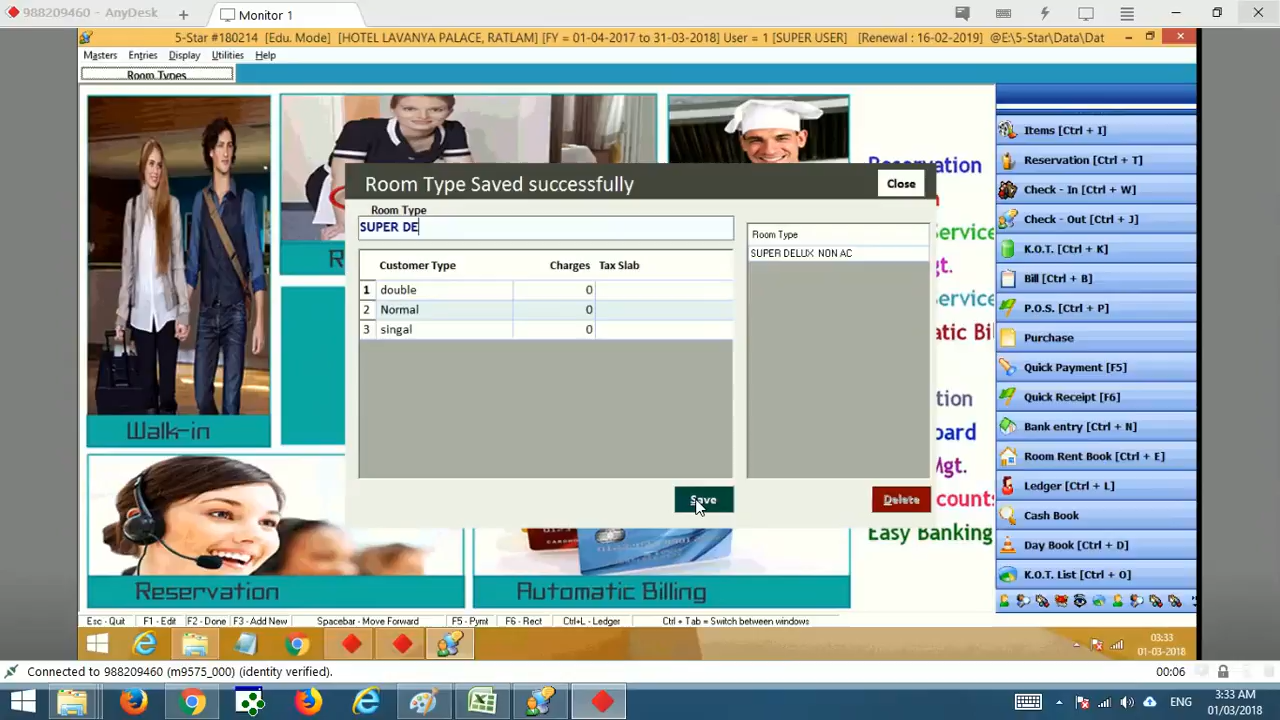 988209460 - AnyDesk
Monitor 1
5-Star #180214 [Edu. Mode] [HOTEL LAVANYA PALACE, RATLAM] [FY = 01-04-2017 to 31-03-2018] User = 1 [SUPER USER] [Renewal : 16-02-2019] @E:\5-Star\Data\Dat
Masters Entries Display Utilities Help
Room Types
Room Type Saved successfully
Close
Room Type
SUPER DE
Customer Type Charges Tax Slab
1 double 0
2 Normal 0
3 singal 0
Room Type
SUPER DELUX NON AC
Save
Delete
Walk-in
Reservation
Automatic Billing
Reservation
Service
gt.
Service
atic Bil
tion
oard
Mgt.
counts
Easy Banking
Items [Ctrl + I]
Reservation [Ctrl + T]
Check - In [Ctrl + W]
Check - Out [Ctrl + J]
K.O.T. [Ctrl + K]
Bill [Ctrl + B]
P.O.S. [Ctrl + P]
Purchase
Quick Payment [F5]
Quick Receipt [F6]
Bank entry [Ctrl + N]
Room Rent Book [Ctrl + E]
Ledger [Ctrl + L]
Cash Book
Day Book [Ctrl + D]
K.O.T. List [Ctrl + O]
Esc - Quit F1 - Edit F2 - Done F3 - Add New Spacebar - Move Forward F5 - Pymt F6 - Rect Ctrl+L - Ledger Ctrl + Tab = Switch between windows
03:33
01-03-2018
Connected to 988209460 (m9575_000) (identity verified).
00:06
ENG
3:33 AM
01/03/2018